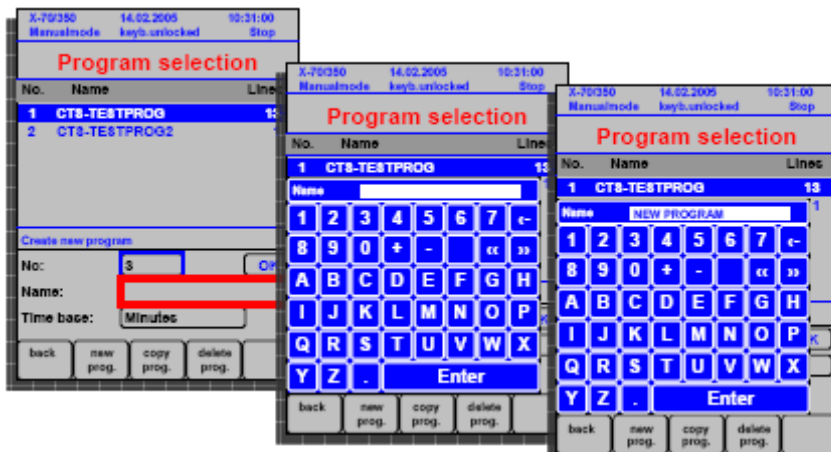 X-70/350 14.02.2005 10:31:00
Manualmode keyb.unlocked Stop
Program selection
No. Name Line
1 CT8-TESTPROG 1
2 CT8-TESTPROG2
Create new program
No: 3 OK
Name:
Time base: Minutes
back new prog. copy prog. delete prog.
X-70/350 14.02.2005 10:31:00
Manualmode keyb.unlocked Stop
Program selection
No. Name Line
1 CT8-TESTPROG 13
Name
1 2 3 4 5 6 7 <-
8 9 0 + - << >>
A B C D E F G H
I J K L M N O P
Q R S T U V W X
Y Z . Enter
back new prog. copy prog. delete prog.
X-70/350 14.02.2005 10:31:00
Manualmode keyb.unlocked Stop
Program selection
No. Name Lines
1 CT8-TESTPROG 13
1
Name NEW PROGRAM
1 2 3 4 5 6 7 <-
8 9 0 + - << >>
A B C D E F G H
I J K L M N O P
K
Q R S T U V W X
Y Z . Enter
back new prog. copy prog. delete prog.